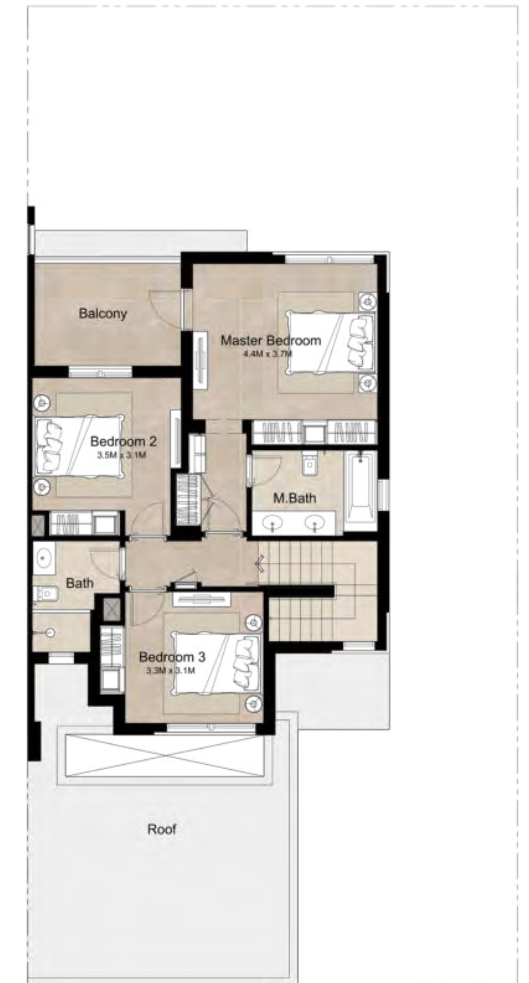 Balcony
Master Bedroom
4.4M x 3.7M
Bedroom 2
3.5M x 3.1M
M.Bath
Bath
Bedroom 3
3.3M x 3.1M
Roof